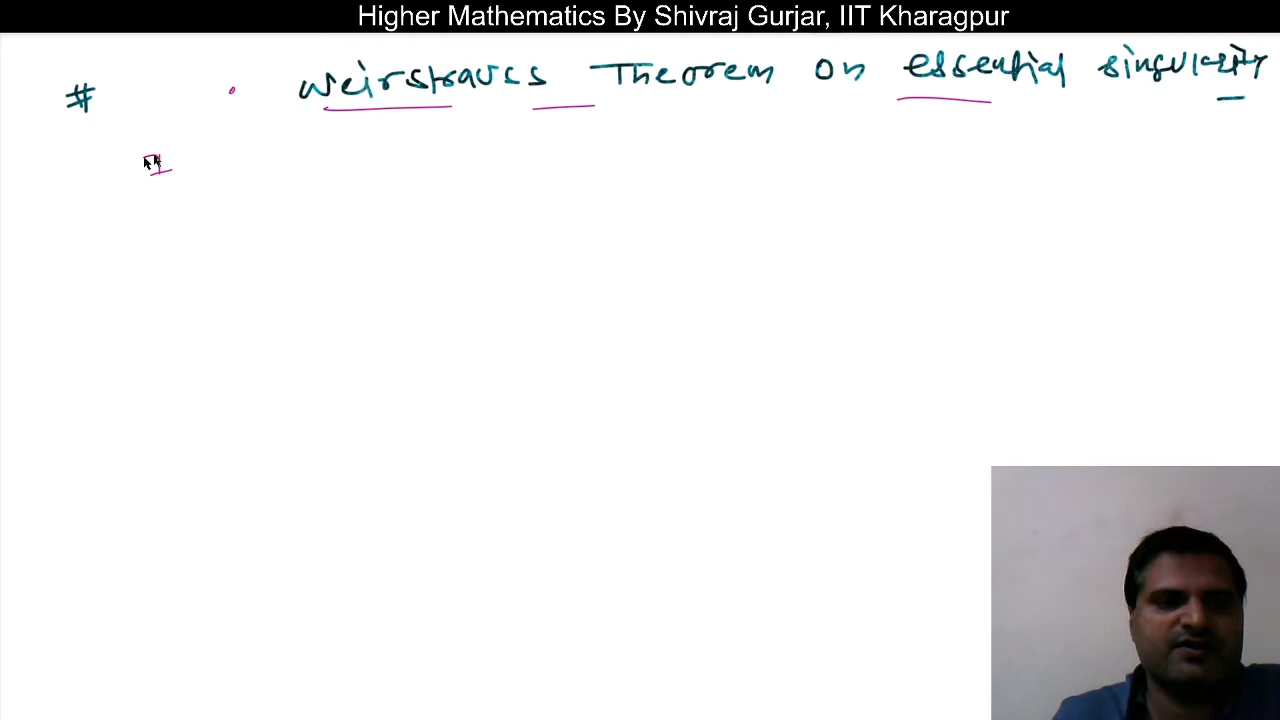 Higher Mathematics By Shivraj Gurjar, IIT Kharagpur
# Weirstrauss Theorem On essential singularity